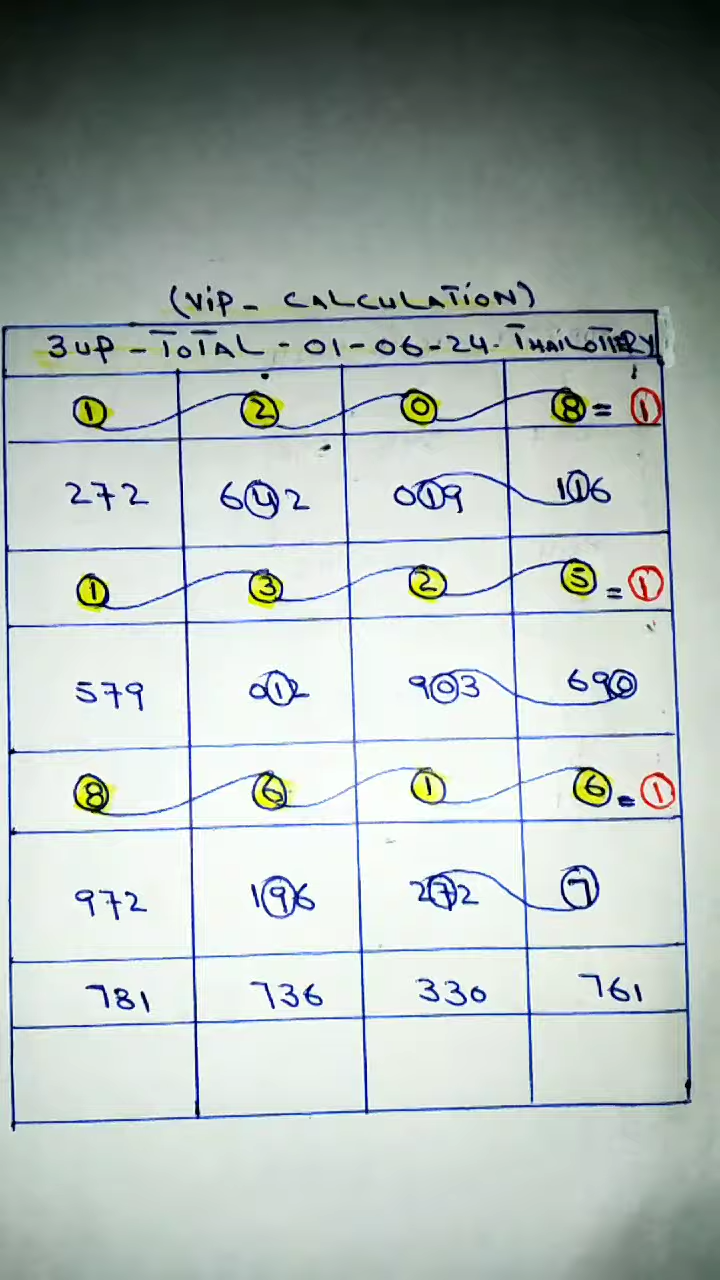 (ViP - CALCULATION)
3UP - TOTAL - 01-06-24. THAILOTTERY
1 2 0 8 = 1
272 642 019 116
1 3 2 5 = 1
579 012 903 690
8 6 1 6 = 1
972 196 272 7
781 736 330 761